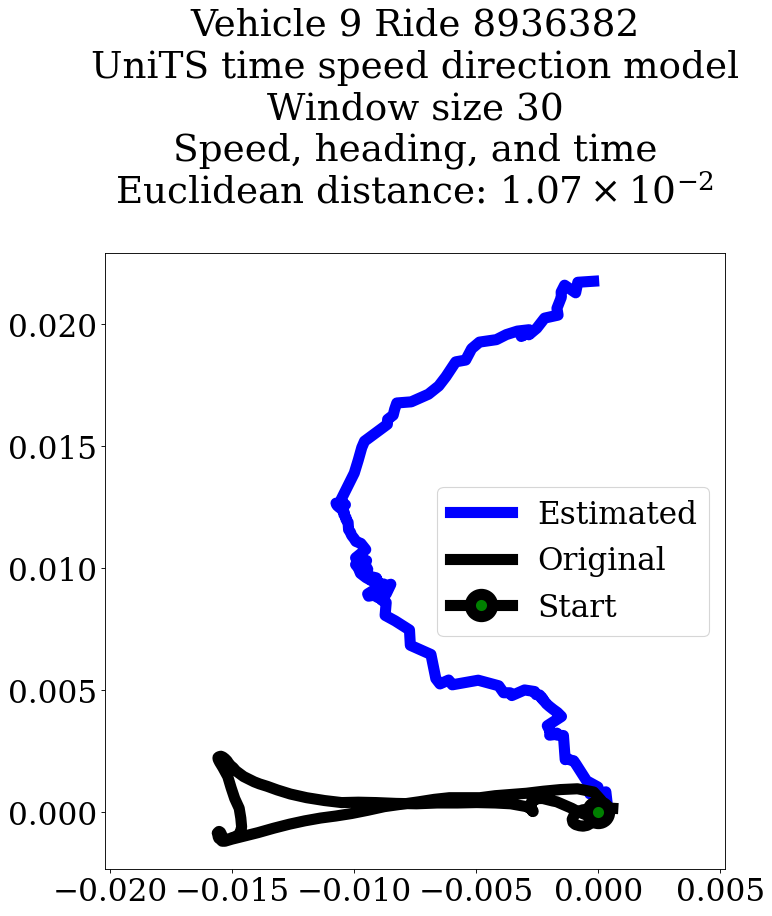 Vehicle 9 Ride 8936382
UniTS time speed direction model
Window size 30
Speed, heading, and time
Euclidean distance: 1.07 × 10⁻²
0.020
0.015
0.010
0.005
0.000
Estimated
Original
Start
−0.020 −0.015 −0.010 −0.005 0.000 0.005